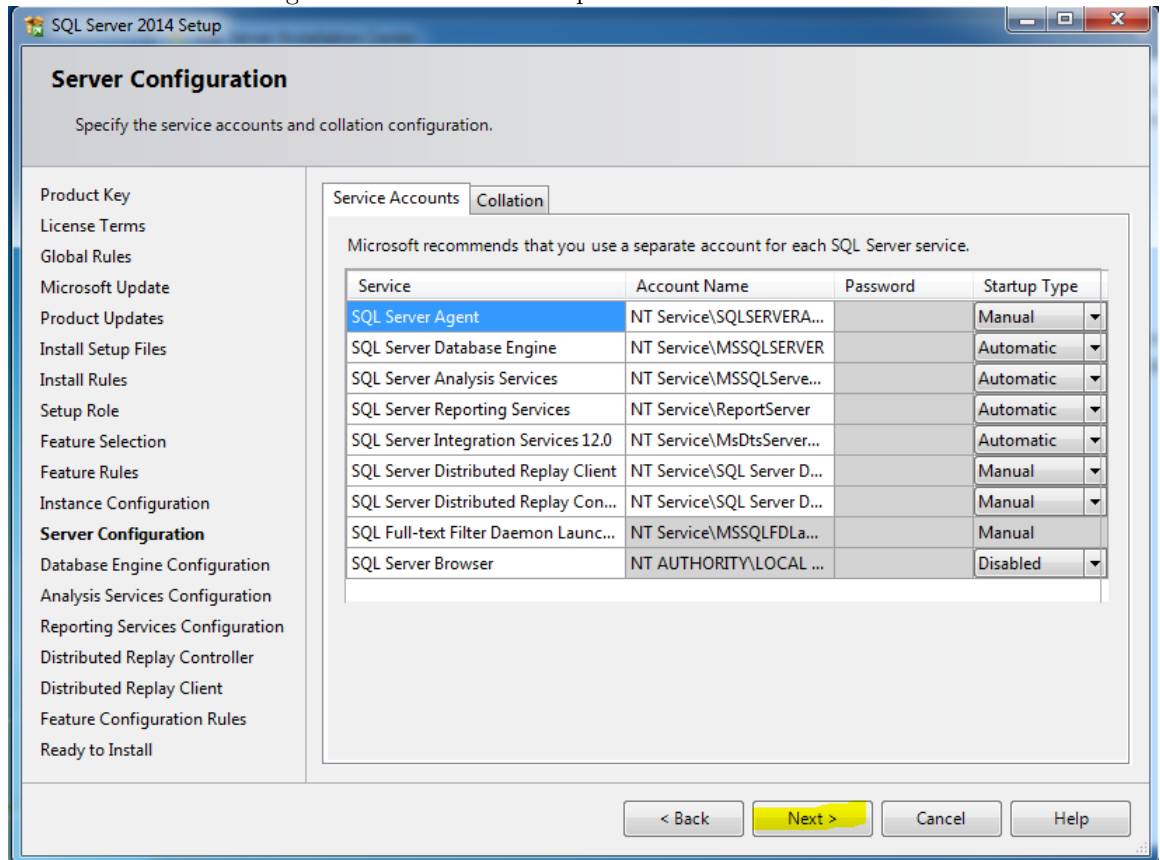 SQL Server 2014 Setup
Server Configuration
Specify the service accounts and collation configuration.
Product Key
License Terms
Global Rules
Microsoft Update
Product Updates
Install Setup Files
Install Rules
Setup Role
Feature Selection
Feature Rules
Instance Configuration
Server Configuration
Database Engine Configuration
Analysis Services Configuration
Reporting Services Configuration
Distributed Replay Controller
Distributed Replay Client
Feature Configuration Rules
Ready to Install
Service Accounts Collation
Microsoft recommends that you use a separate account for each SQL Server service.
Service Account Name Password Startup Type
SQL Server Agent NT Service\SQLSERVERA... Manual
SQL Server Database Engine NT Service\MSSQLSERVER Automatic
SQL Server Analysis Services NT Service\MSSQLServe... Automatic
SQL Server Reporting Services NT Service\ReportServer Automatic
SQL Server Integration Services 12.0 NT Service\MsDtsServer... Automatic
SQL Server Distributed Replay Client NT Service\SQL Server D... Manual
SQL Server Distributed Replay Con... NT Service\SQL Server D... Manual
SQL Full-text Filter Daemon Launc... NT Service\MSSQLFDLa... Manual
SQL Server Browser NT AUTHORITY\LOCAL ... Disabled
< Back Next > Cancel Help